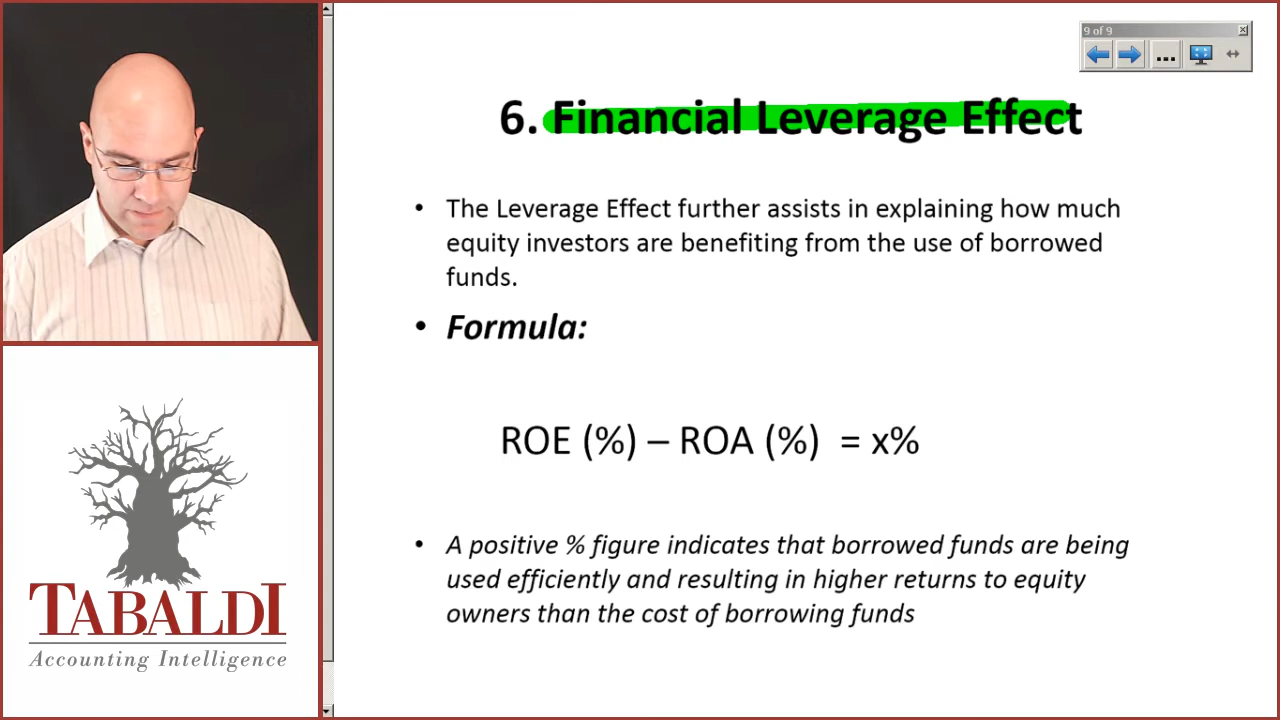 9 of 9
6. Financial Leverage Effect
• The Leverage Effect further assists in explaining how much
equity investors are benefiting from the use of borrowed
funds.
• Formula:
ROE (%) – ROA (%) = x%
• A positive % figure indicates that borrowed funds are being
used efficiently and resulting in higher returns to equity
owners than the cost of borrowing funds
TABALDI
Accounting Intelligence